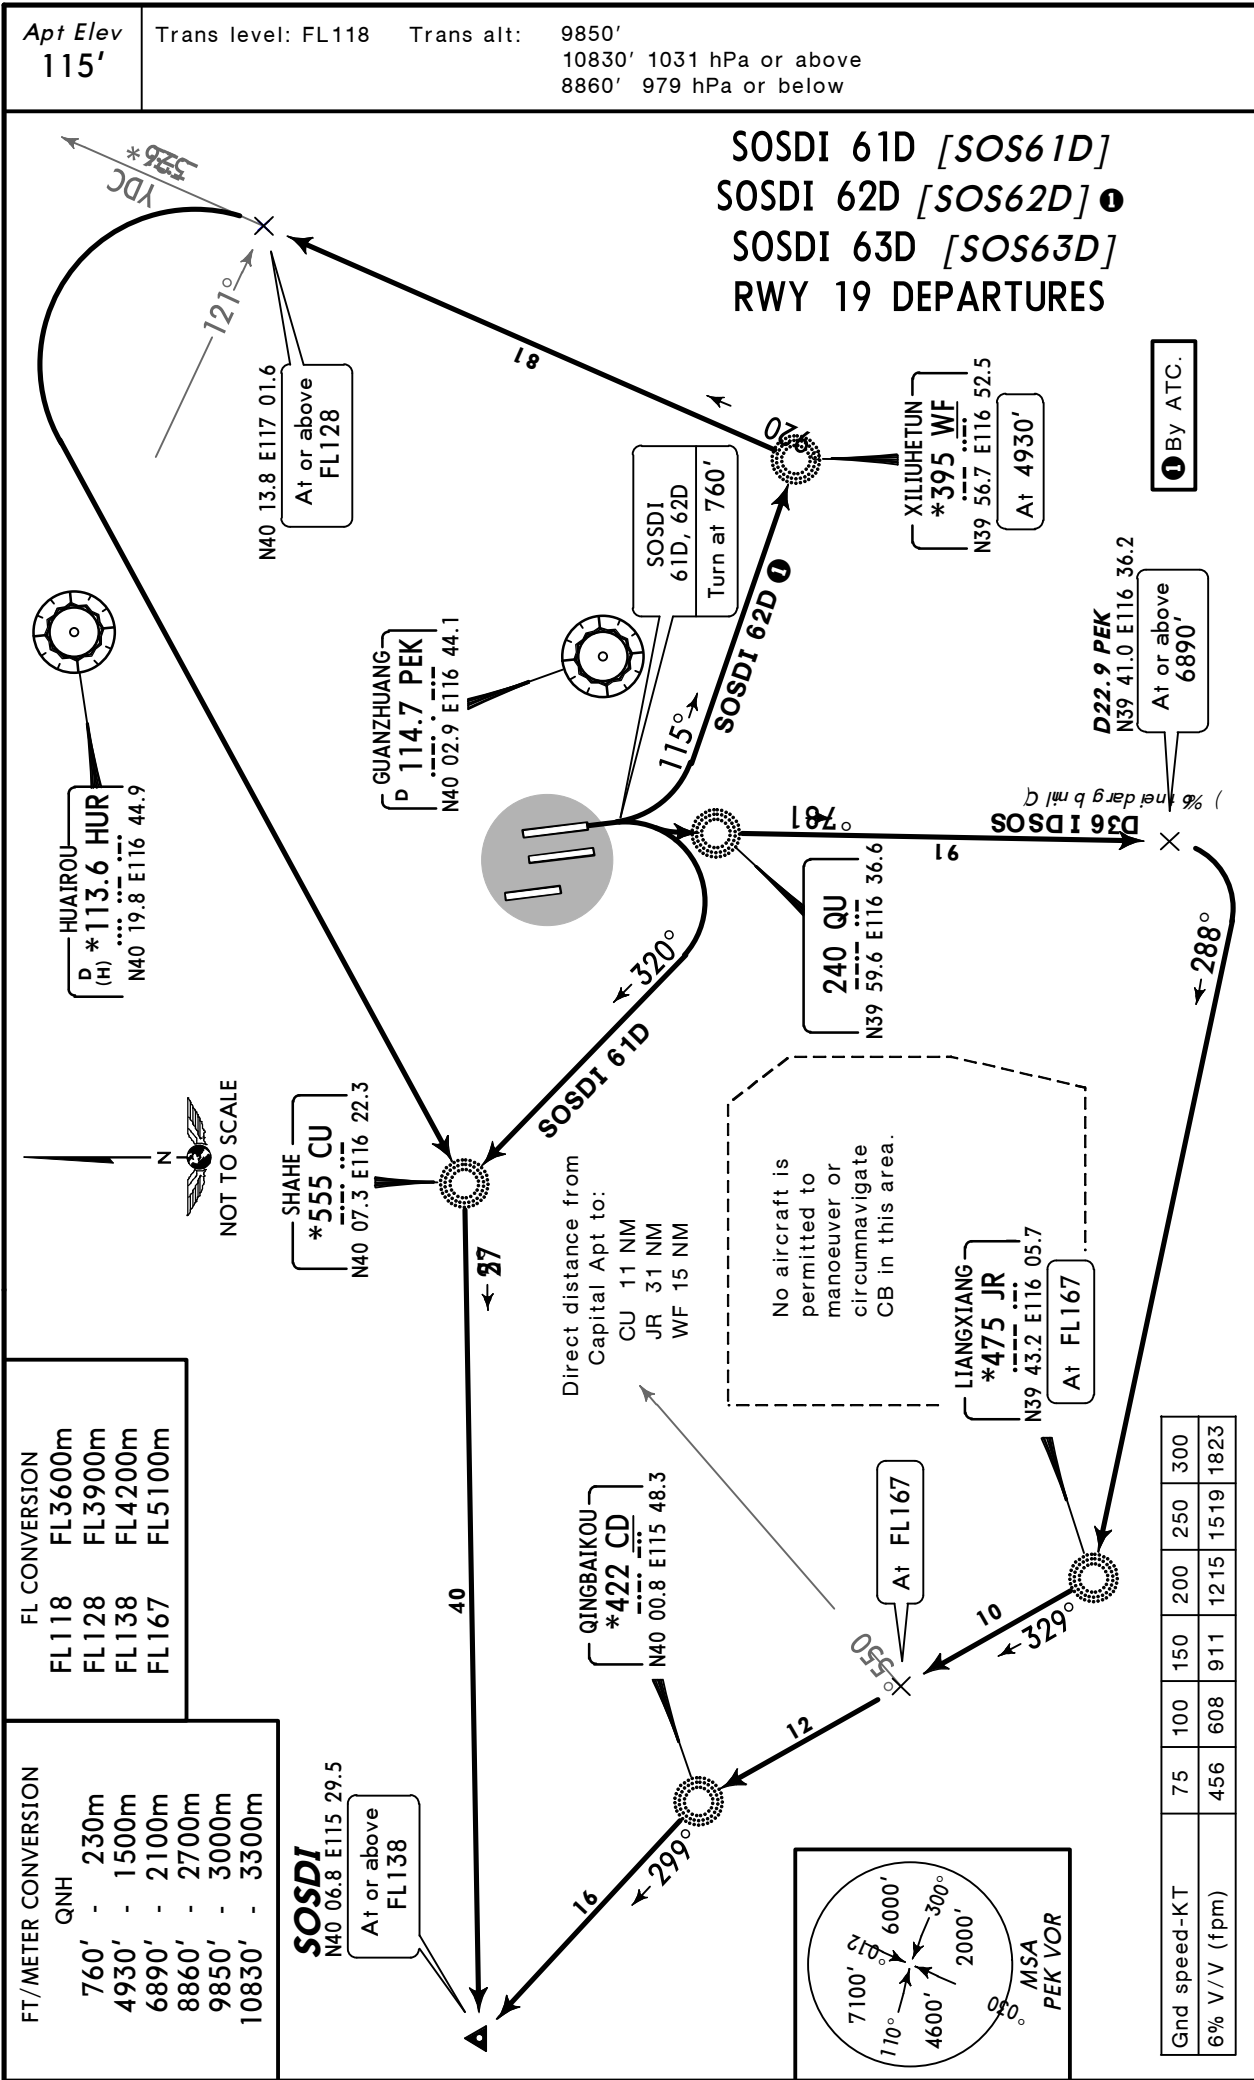 Apt Elev
115'
Trans level: FL118 Trans alt: 9850'
10830' 1031 hPa or above
8860' 979 hPa or below
SOSDI 61D [SOS61D]
SOSDI 62D [SOS62D] ❶
SOSDI 63D [SOS63D]
RWY 19 DEPARTURES
❶ By ATC.
YDC
121°
N40 13.8 E117 01.6
At or above
FL128
81
XILIUHETUN
*395 WF
N39 56.7 E116 52.5
At 4930'
SOSDI
61D, 62D
Turn at 760'
115°
SOSDI 62D ❶
HUAIROU
D
(H) *113.6 HUR
N40 19.8 E116 44.9
GUANZHUANG
D 114.7 PEK
N40 02.9 E116 44.1
D22.9 PEK
N39 41.0 E116 36.2
At or above
6890'
91
240 QU
N39 59.6 E116 36.6
288°
320°
SOSDI 61D
N
NOT TO SCALE
SHAHE
*555 CU
N40 07.3 E116 22.3
Direct distance from
Capital Apt to:
CU 11 NM
JR 31 NM
WF 15 NM
No aircraft is
permitted to
manoeuver or
circumnavigate
CB in this area.
LIANGXIANG
*475 JR
N39 43.2 E116 05.7
At FL167
40
10
329°
At FL167
12
QINGBAIKOU
*422 CD
N40 00.8 E115 48.3
299°
16
SOSDI
N40 06.8 E115 29.5
At or above
FL138
FL CONVERSION
FL118 FL3600m
FL128 FL3900m
FL138 FL4200m
FL167 FL5100m
FT/METER CONVERSION
QNH
760' - 230m
4930' - 1500m
6890' - 2100m
8860' - 2700m
9850' - 3000m
10830' - 3300m
7100'
6000'
4600'
2000'
012°
300°
110°
030°
MSA
PEK VOR
Gnd speed-KT 75 100 150 200 250 300
6% V/V (fpm) 456 608 911 1215 1519 1823